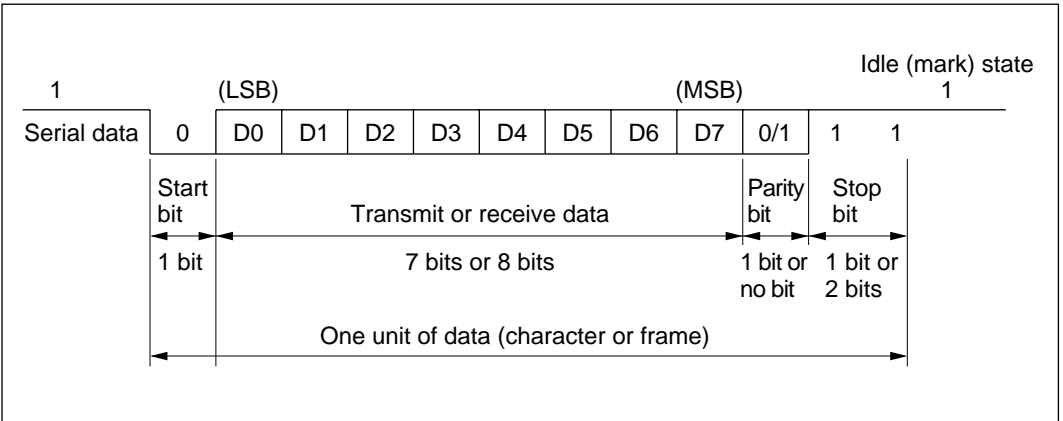 Idle (mark) state
1 (LSB) (MSB) 1
Serial data 0 D0 D1 D2 D3 D4 D5 D6 D7 0/1 1 1
Start bit
Transmit or receive data
Parity bit
Stop bit
1 bit
7 bits or 8 bits
1 bit or no bit
1 bit or 2 bits
One unit of data (character or frame)